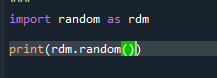 """
import random as rdm
print(rdm.random())